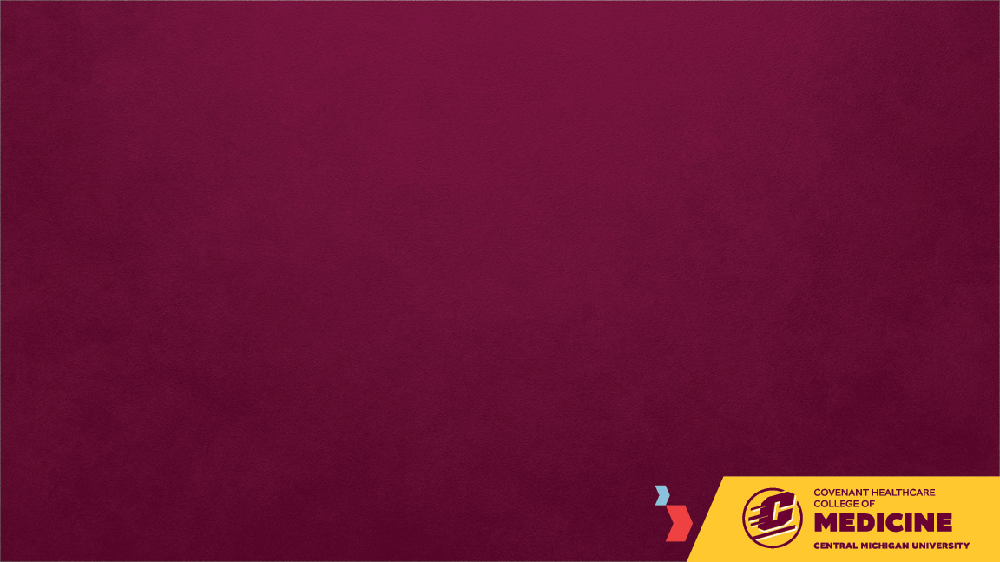 COVENANT HEALTHCARE
COLLEGE OF
MEDICINE
CENTRAL MICHIGAN UNIVERSITY